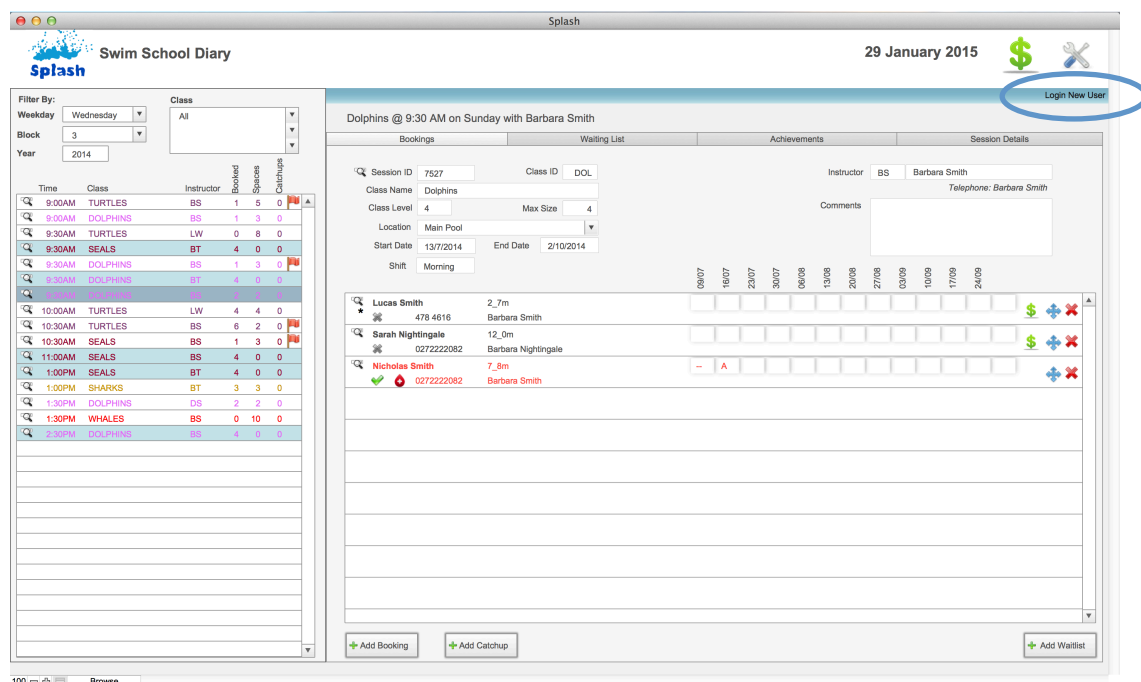 Splash
Splash
Swim School Diary
29 January 2015
$
Login New User
Filter By:
Weekday Wednesday
Class
All
Block 3
Year 2014
Time Class Instructor Booked Spaces Catchups
9:00AM TURTLES BS 1 5 0
9:00AM DOLPHINS BS 1 3 0
9:30AM TURTLES LW 0 8 0
9:30AM SEALS BT 4 0 0
9:30AM DOLPHINS BS 1 3 0
9:30AM DOLPHINS BT 4 0 0
9:30AM DOLPHINS BS 2 2 0
10:00AM TURTLES LW 4 4 0
10:30AM TURTLES BS 6 2 0
10:30AM SEALS BS 1 3 0
11:00AM SEALS BS 4 0 0
1:00PM SEALS BT 4 0 0
1:00PM SHARKS BT 3 3 0
1:30PM DOLPHINS DS 2 2 0
1:30PM WHALES BS 0 10 0
2:30PM DOLPHINS BS 4 0 0
Dolphins @ 9:30 AM on Sunday with Barbara Smith
Bookings Waiting List Achievements Session Details
Session ID 7527 Class ID DOL Instructor BS Barbara Smith
Class Name Dolphins Telephone: Barbara Smith
Class Level 4 Max Size 4 Comments
Location Main Pool
Start Date 13/7/2014 End Date 2/10/2014
Shift Morning
09/07 16/07 23/07 30/07 06/08 13/08 20/08 27/08 03/09 10/09 17/09 24/09
Lucas Smith 2_7m
* 478 4616 Barbara Smith $
Sarah Nightingale 12_0m
0272222082 Barbara Nightingale $
Nicholas Smith 7_8m – A
0272222082 Barbara Smith
Add Booking Add Catchup Add Waitlist
100 Browse